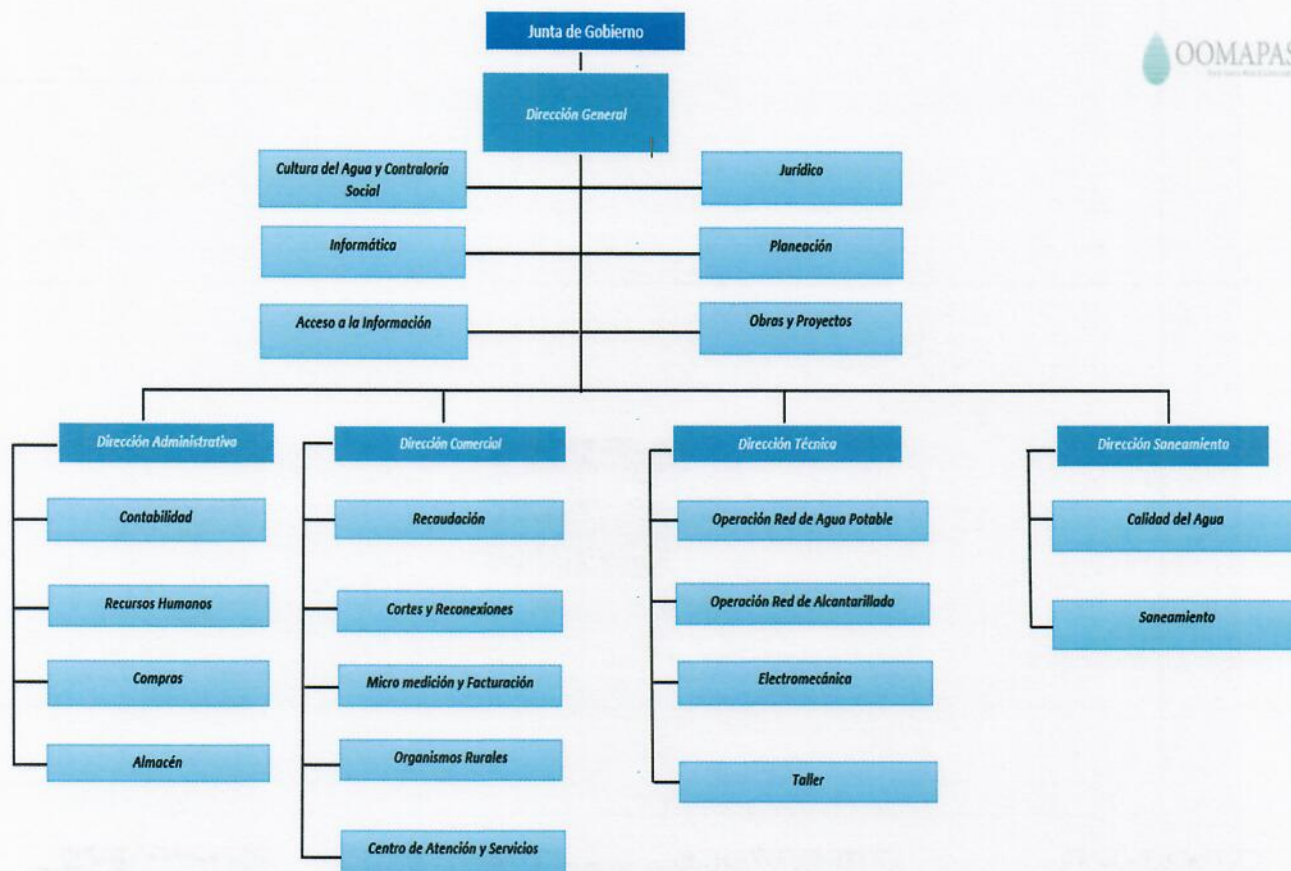 Junta de Gobierno
OOMAPAS
Dirección General
Cultura del Agua y Contraloría
Social
Jurídico
Informática
Planeación
Acceso a la Información
Obras y Proyectos
Dirección Administrativa
Dirección Comercial
Dirección Técnica
Dirección Saneamiento
Contabilidad
Recaudación
Operación Red de Agua Potable
Calidad del Agua
Recursos Humanos
Cortes y Reconexiones
Operación Red de Alcantarillado
Saneamiento
Compras
Micro medición y Facturación
Electromecánica
Almacén
Organismos Rurales
Taller
Centro de Atención y Servicios